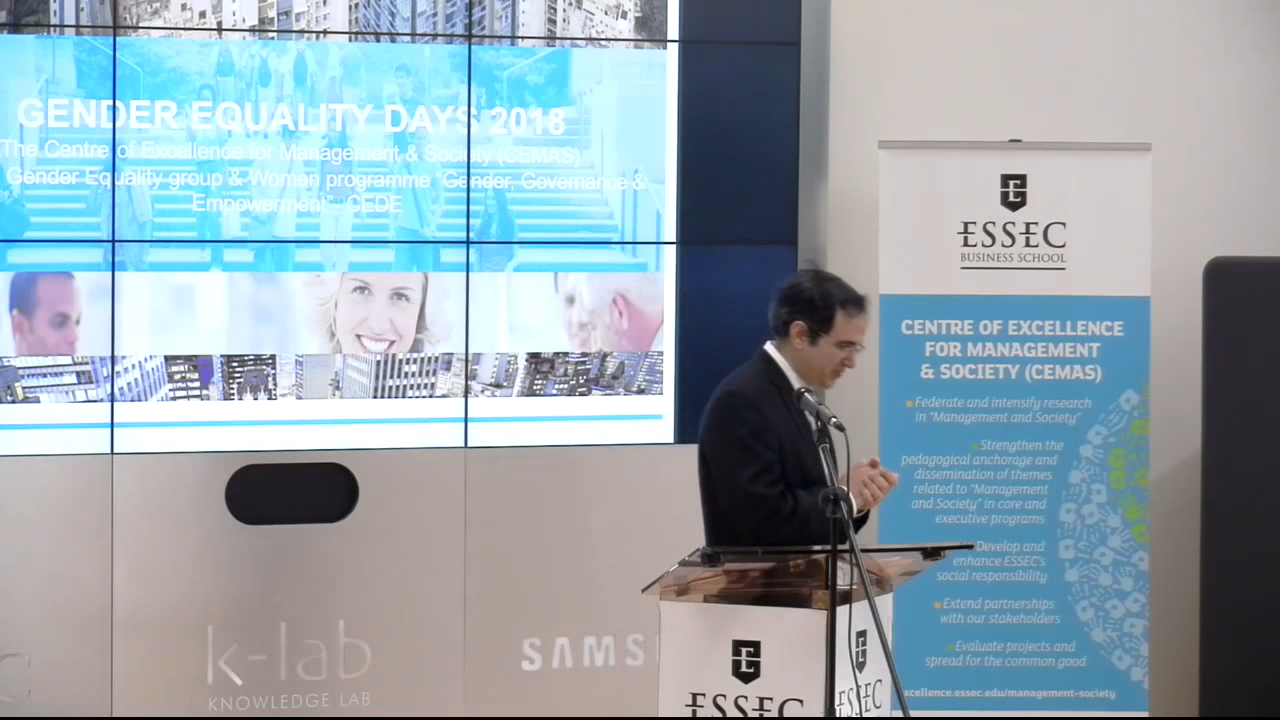 GENDER EQUALITY DAYS 2018
The Centre of Excellence for Management & Society (CEMAS)
Gender Equality group & Women programme "Gender, Governance &
Empowerment", CEDE
E
ESSEC
BUSINESS SCHOOL
CENTRE OF EXCELLENCE
FOR MANAGEMENT
& SOCIETY (CEMAS)
Federate and intensify research
in "Management and Society"
Strengthen the
pedagogical anchorage and
dissemination of themes
related to "Management
and Society" in core and
executive programs
Develop and
enhance ESSEC's
social responsibility
Extend partnerships
with our stakeholders
Evaluate projects and
spread for the common good
xcellence.essec.edu/management-society
k-lab
KNOWLEDGE LAB
SAMS
E
ESSEC
E
ESSEC